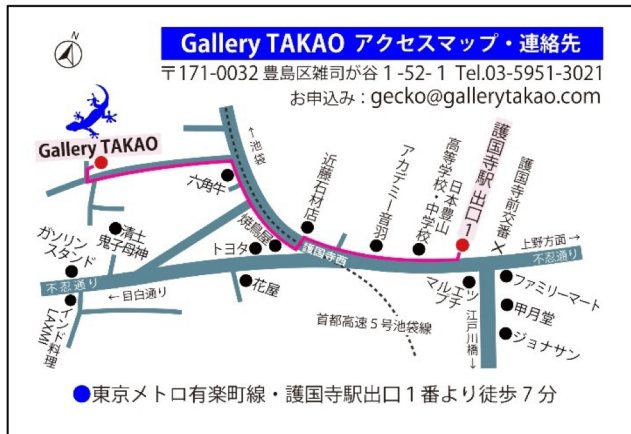 Gallery TAKAO アクセスマップ・連絡先
〒171-0032 豊島区雑司が谷1-52-1 Tel.03-5951-3021
お申込み：gecko@gallerytakao.com
N
Gallery TAKAO
←池袋
六角牛
近藤石材店
アカデミー音羽
日本豊山
高等学校・中学校
護国寺駅 出口1
護国寺前交番
上野方面→
不忍通り
清土
鬼子母神
ガソリン
スタンド
トヨタ
焼鳥屋
護国寺西
不忍通り
←目白通り
花屋
インド料理
LAXMI
首都高速5号池袋線
マルエツ
プチ
江戸川橋→
ファミリーマート
甲月堂
ジョナサン
●東京メトロ有楽町線・護国寺駅出口1番より徒歩7分